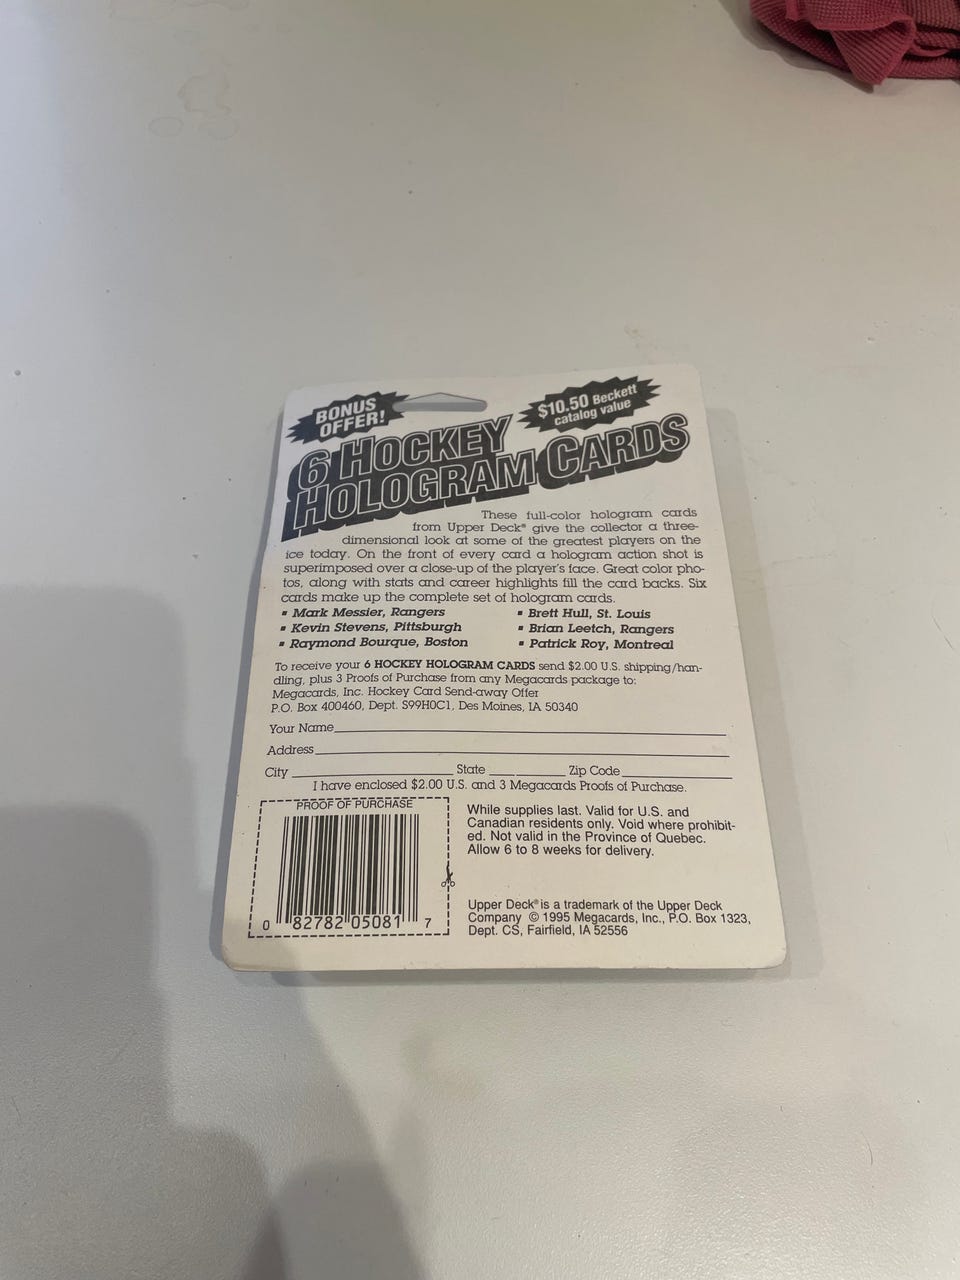 BONUS
OFFER!
$10.50 Beckett
catalog value
6 HOCKEY
HOLOGRAM CARDS
These full-color hologram cards
from Upper Deck® give the collector a three-
dimensional look at some of the greatest players on the
ice today. On the front of every card a hologram action shot is
superimposed over a close-up of the player's face. Great color pho-
tos, along with stats and career highlights fill the card backs. Six
cards make up the complete set of hologram cards.
▪ Mark Messier, Rangers
▪ Kevin Stevens, Pittsburgh
▪ Raymond Bourque, Boston
▪ Brett Hull, St. Louis
▪ Brian Leetch, Rangers
▪ Patrick Roy, Montreal
To receive your 6 HOCKEY HOLOGRAM CARDS send $2.00 U.S. shipping/han-
dling, plus 3 Proofs of Purchase from any Megacards package to:
Megacards, Inc. Hockey Card Send-away Offer
P.O. Box 400460, Dept. S99H0C1, Des Moines, IA 50340
Your Name
Address
City State Zip Code
I have enclosed $2.00 U.S. and 3 Megacards Proofs of Purchase.
PROOF OF PURCHASE
0 82782 05081 7
While supplies last. Valid for U.S. and
Canadian residents only. Void where prohibit-
ed. Not valid in the Province of Quebec.
Allow 6 to 8 weeks for delivery.
Upper Deck® is a trademark of the Upper Deck
Company © 1995 Megacards, Inc., P.O. Box 1323,
Dept. CS, Fairfield, IA 52556